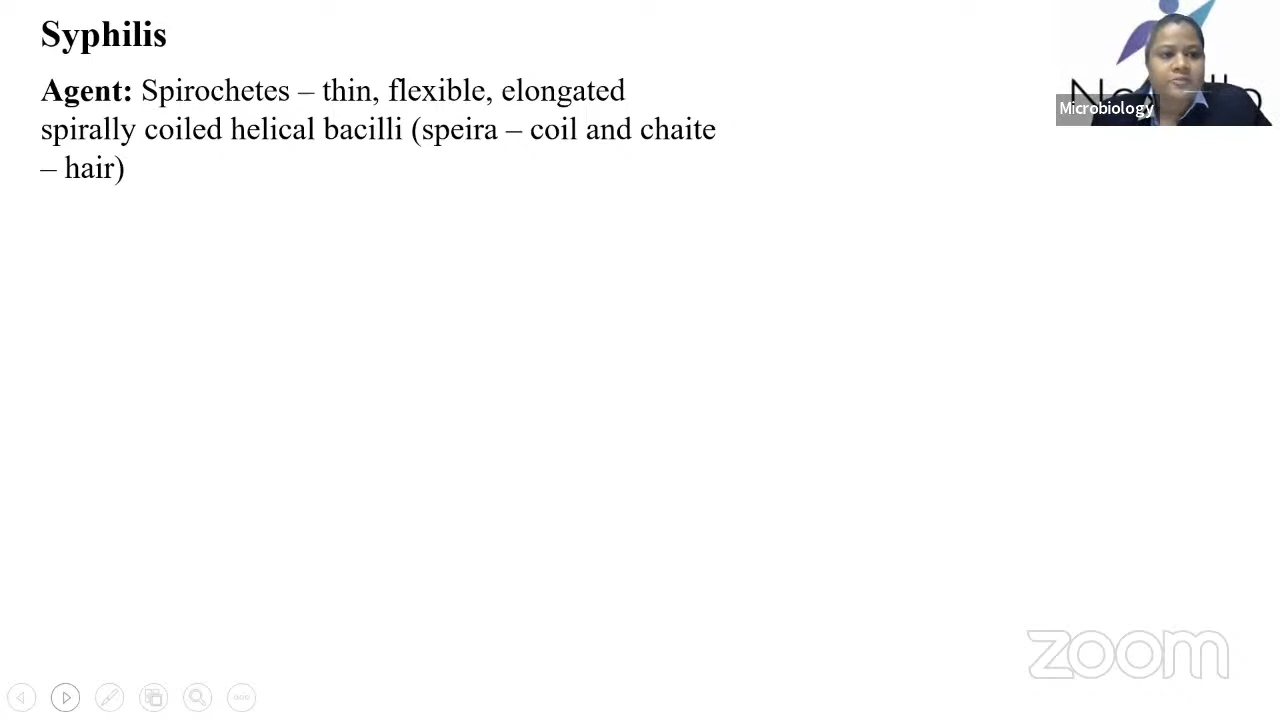 Syphilis
Agent: Spirochetes – thin, flexible, elongated
spirally coiled helical bacilli (speira – coil and chaite
– hair)
Microbiology
zoom